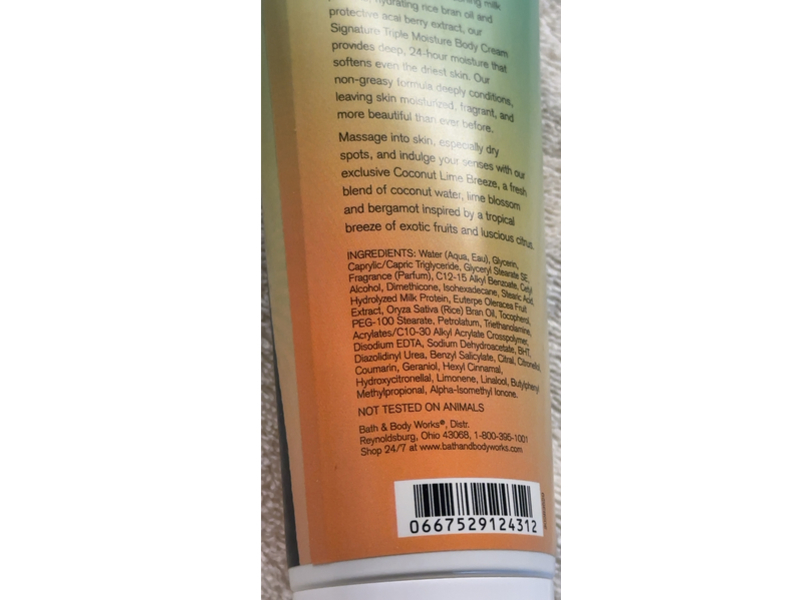 milk
hydrating rice bran oil and
protective acai berry extract, our
Signature Triple Moisture Body Cream
provides deep, 24-hour moisture that
softens even the driest skin. Our
non-greasy formula deeply conditions,
leaving skin moisturized, fragrant, and
more beautiful than ever before.
Massage into skin, especially dry
spots, and indulge your senses with our
exclusive Coconut Lime Breeze, a fresh
blend of coconut water, lime blossom
and bergamot inspired by a tropical
breeze of exotic fruits and luscious citrus.
INGREDIENTS: Water (Aqua, Eau), Glycerin,
Caprylic/Capric Triglyceride, Glyceryl Stearate SE,
Fragrance (Parfum), C12-15 Alkyl Benzoate, Cetyl
Alcohol, Dimethicone, Isohexadecane, Stearic Acid,
Hydrolyzed Milk Protein, Euterpe Oleracea Fruit
Extract, Oryza Sativa (Rice) Bran Oil, Tocopherol,
PEG-100 Stearate, Petrolatum, Triethanolamine,
Acrylates/C10-30 Alkyl Acrylate Crosspolymer,
Disodium EDTA, Sodium Dehydroacetate, BHT,
Diazolidinyl Urea, Benzyl Salicylate, Citral, Citronellol,
Coumarin, Geraniol, Hexyl Cinnamal,
Hydroxycitronellal, Limonene, Linalool, Butylphenyl
Methylpropional, Alpha-Isomethyl Ionone.
NOT TESTED ON ANIMALS
Bath & Body Works®, Distr.
Reynoldsburg, Ohio 43068, 1-800-395-1001
Shop 24/7 at www.bathandbodyworks.com
0667529124312